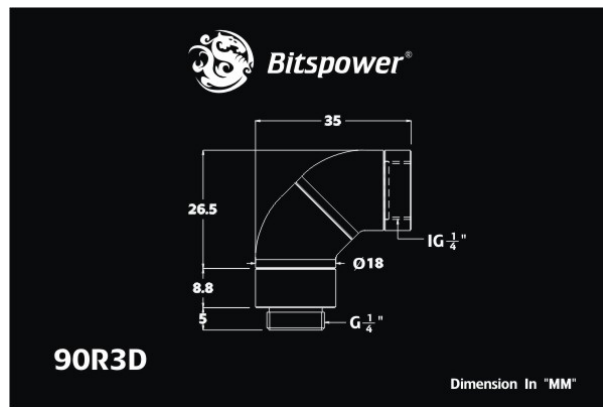 Bitspower®
35
26.5
IG 1/4"
Ø18
8.8
5
G 1/4"
90R3D
Dimension In "MM"